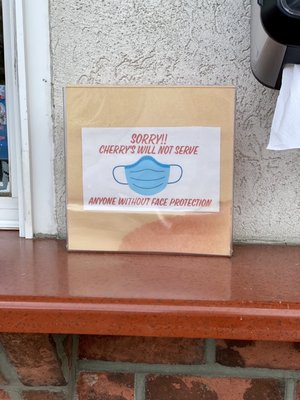 SORRY!!
CHERRY'S WILL NOT SERVE
ANYONE WITHOUT FACE PROTECTION